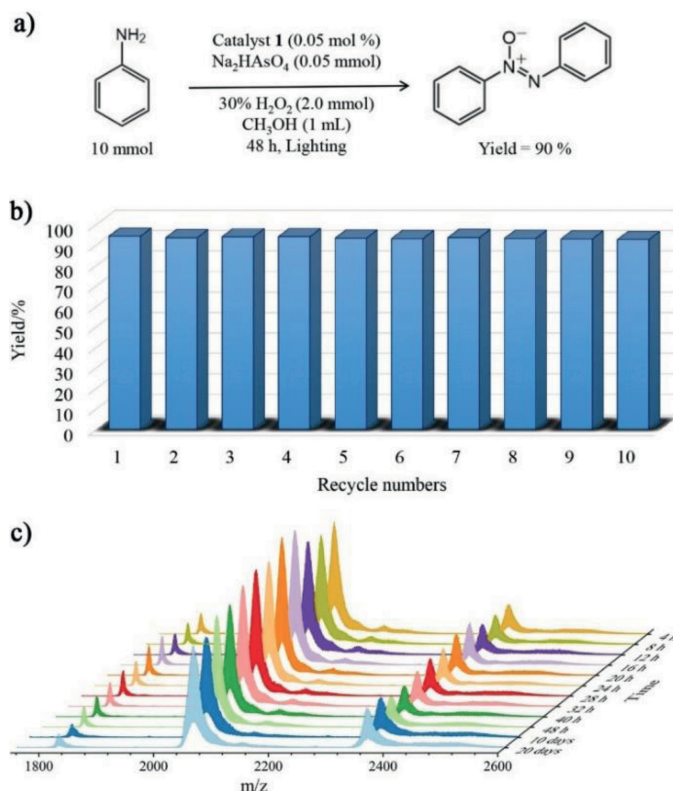 a)
NH₂
10 mmol
Catalyst 1 (0.05 mol %)
Na₂HAsO₄ (0.05 mmol)
30% H₂O₂ (2.0 mmol)
CH₃OH (1 mL)
48 h, Lighting
O⁻
N⁺
N
Yield = 90 %
b)
Yield/%
100
90
80
70
60
50
40
30
20
10
0
1 2 3 4 5 6 7 8 9 10
Recycle numbers
c)
4 h
8 h
12 h
16 h
20 h
24 h
28 h
32 h
40 h
48 h
10 days
20 days
Time
1800 2000 2200 2400 2600
m/z